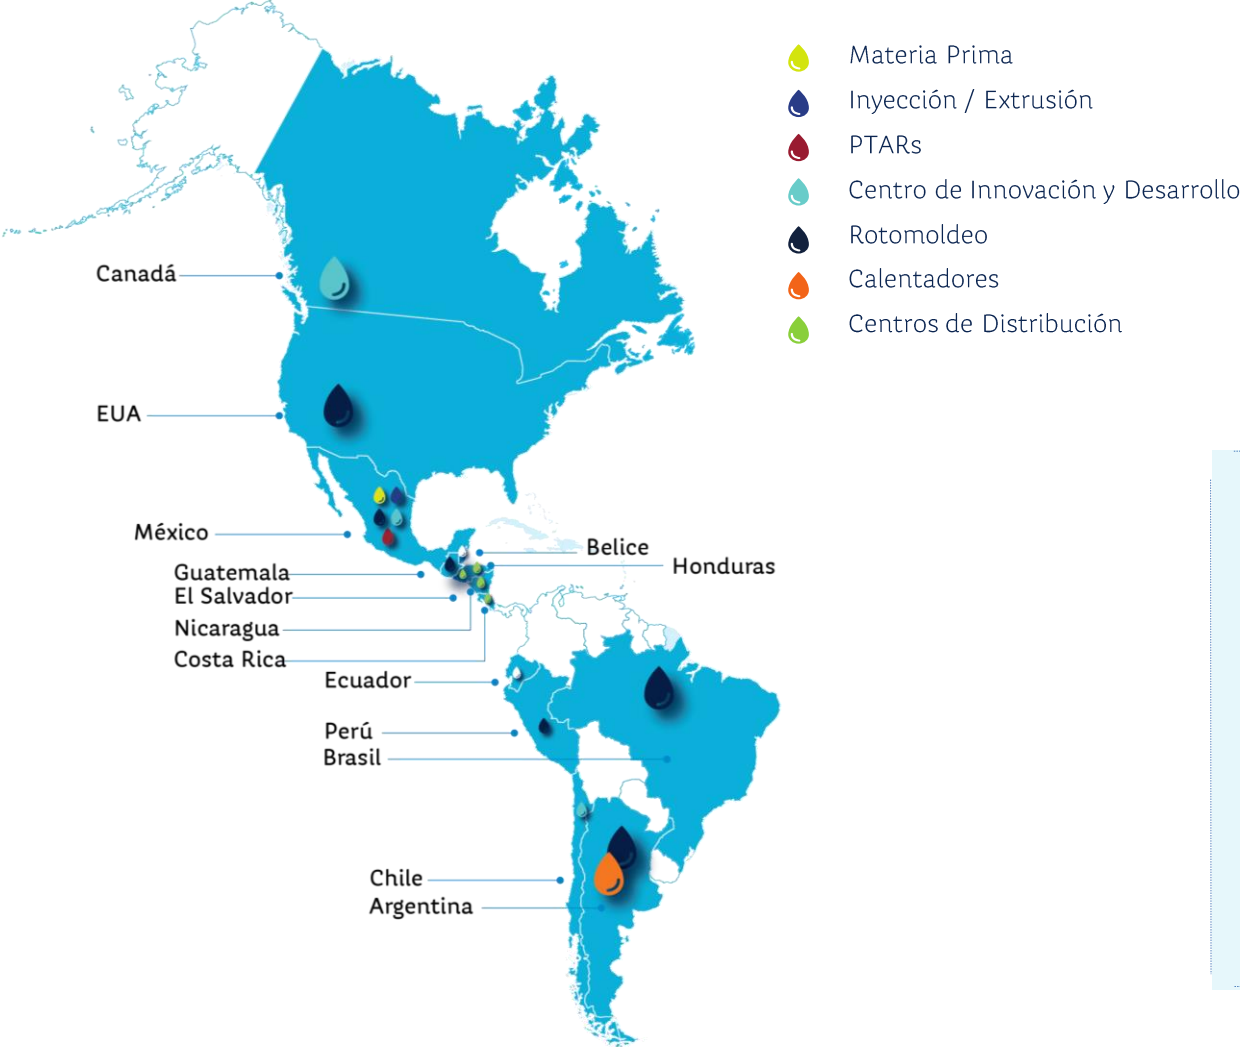 Materia Prima
Inyección / Extrusión
PTARs
Centro de Innovación y Desarrollo
Rotomoldeo
Calentadores
Centros de Distribución
Canadá
EUA
México
Belice
Honduras
Guatemala
El Salvador
Nicaragua
Costa Rica
Ecuador
Perú
Brasil
Chile
Argentina